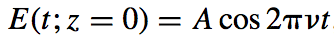 E(t; z = 0) = A cos 2πνt